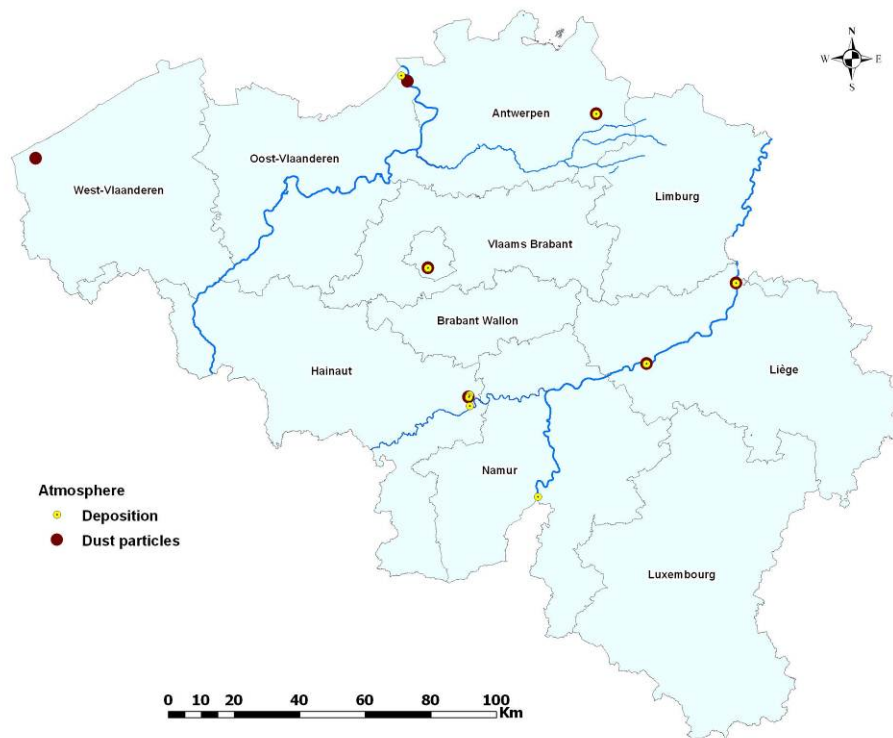 N
W E
S
Antwerpen
Oost-Vlaanderen
West-Vlaanderen
Limburg
Vlaams Brabant
Brabant Wallon
Hainaut
Liège
Namur
Atmosphere
Deposition
Dust particles
Luxembourg
0 10 20 40 60 80 100
Km